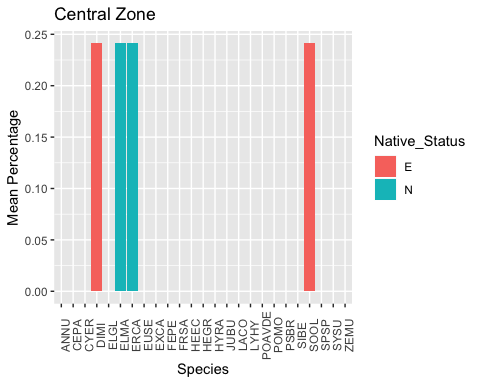 Central Zone
0.25
0.20
0.15
0.10
0.05
0.00
Mean Percentage
ANNU
CEPA
CYER
DIMI
ELGL
ELMA
ERCA
EUSE
EXCA
FEPE
FRSA
HEEC
HEGR
HYRA
JUBU
LACO
LYHY
POAVDE
POMO
PSBR
SIBE
SOOL
SPSP
SYSU
ZEMU
Species
Native_Status
E
N